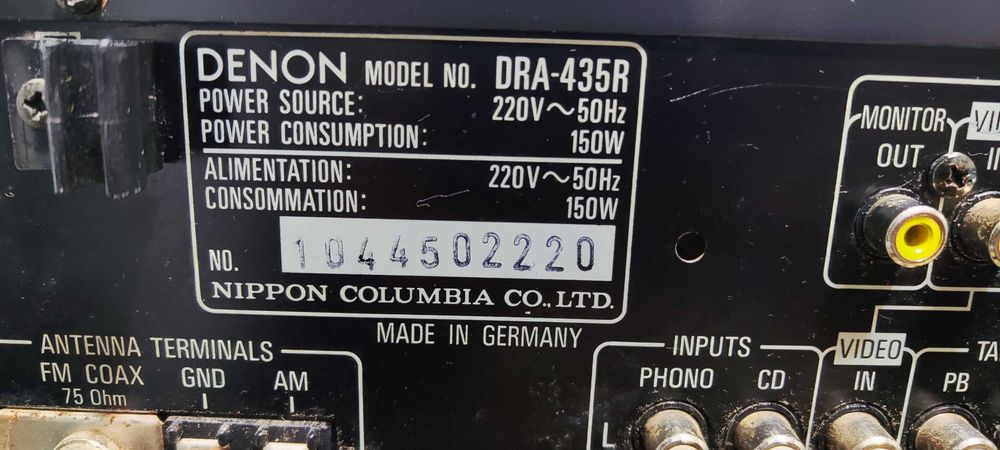 DENON MODEL NO. DRA-435R
POWER SOURCE: 220V～50Hz
POWER CONSUMPTION: 150W
ALIMENTATION: 220V～50Hz
CONSOMMATION: 150W
NO. 1044502220
NIPPON COLUMBIA CO., LTD.
MADE IN GERMANY
MONITOR
OUT
ANTENNA TERMINALS
FM COAX GND AM
75 Ohm
INPUTS
VIDEO
PHONO CD IN PB
L